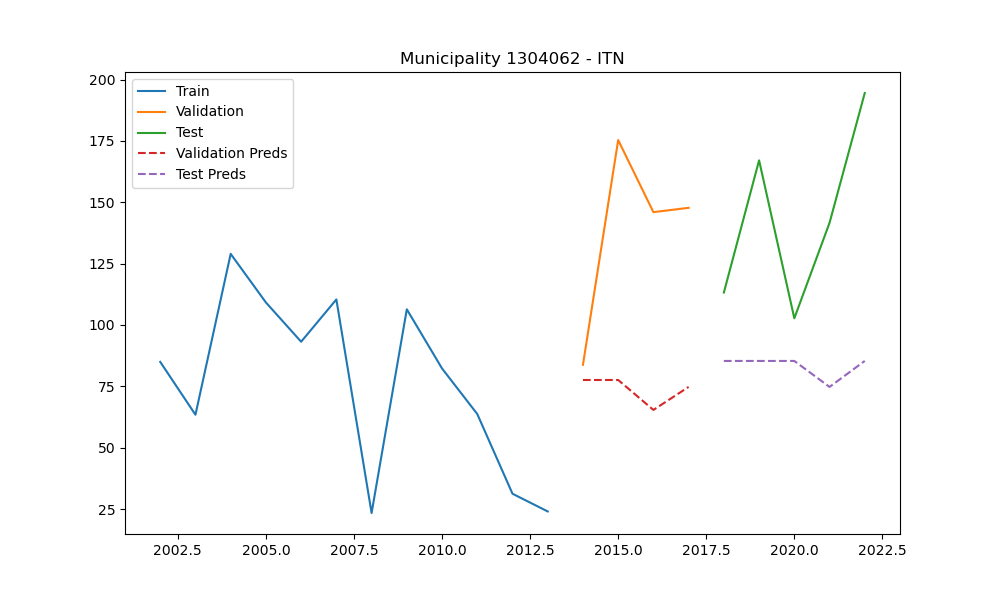 Municipality 1304062 - ITN
200
175
150
125
100
75
50
25
Train
Validation
Test
Validation Preds
Test Preds
2002.5 2005.0 2007.5 2010.0 2012.5 2015.0 2017.5 2020.0 2022.5